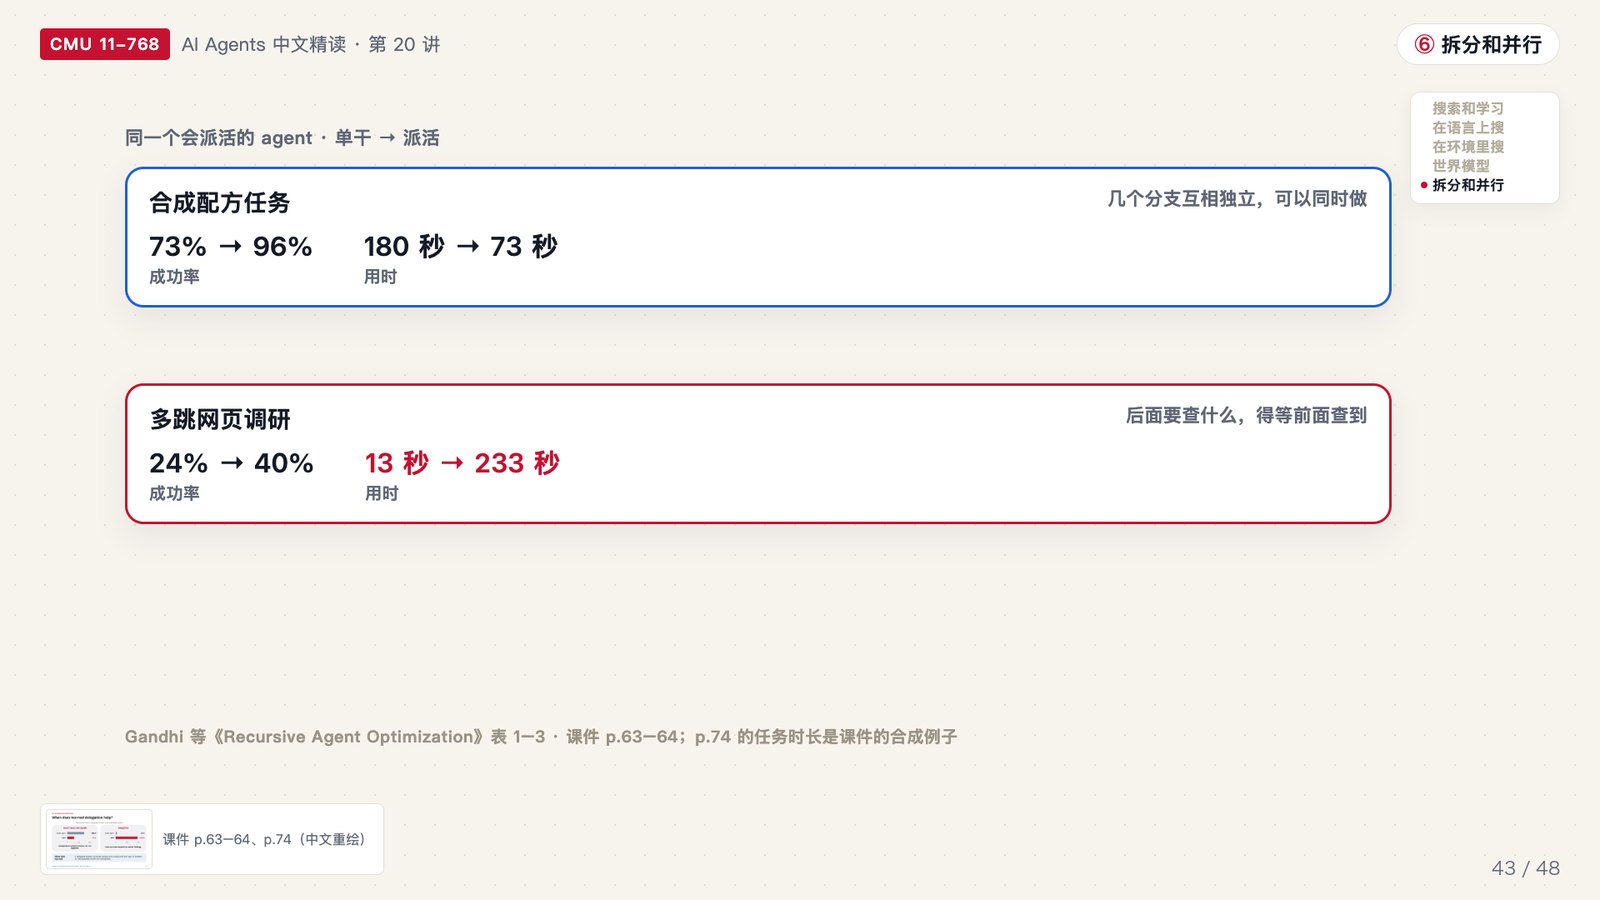 CMU 11-768 AI Agents 中文精读 · 第 20 讲
⑥ 拆分和并行
搜索和学习
在语言上搜
在环境里搜
世界模型
拆分和并行
同一个会派活的 agent · 单干 → 派活
合成配方任务
几个分支互相独立，可以同时做
73% → 96% 180 秒 → 73 秒
成功率 用时
多跳网页调研
后面要查什么，得等前面查到
24% → 40% 13 秒 → 233 秒
成功率 用时
Gandhi 等《Recursive Agent Optimization》表 1–3 · 课件 p.63–64；p.74 的任务时长是课件的合成例子
When does learned delegation help?
课件 p.63–64、p.74（中文重绘）
43 / 48